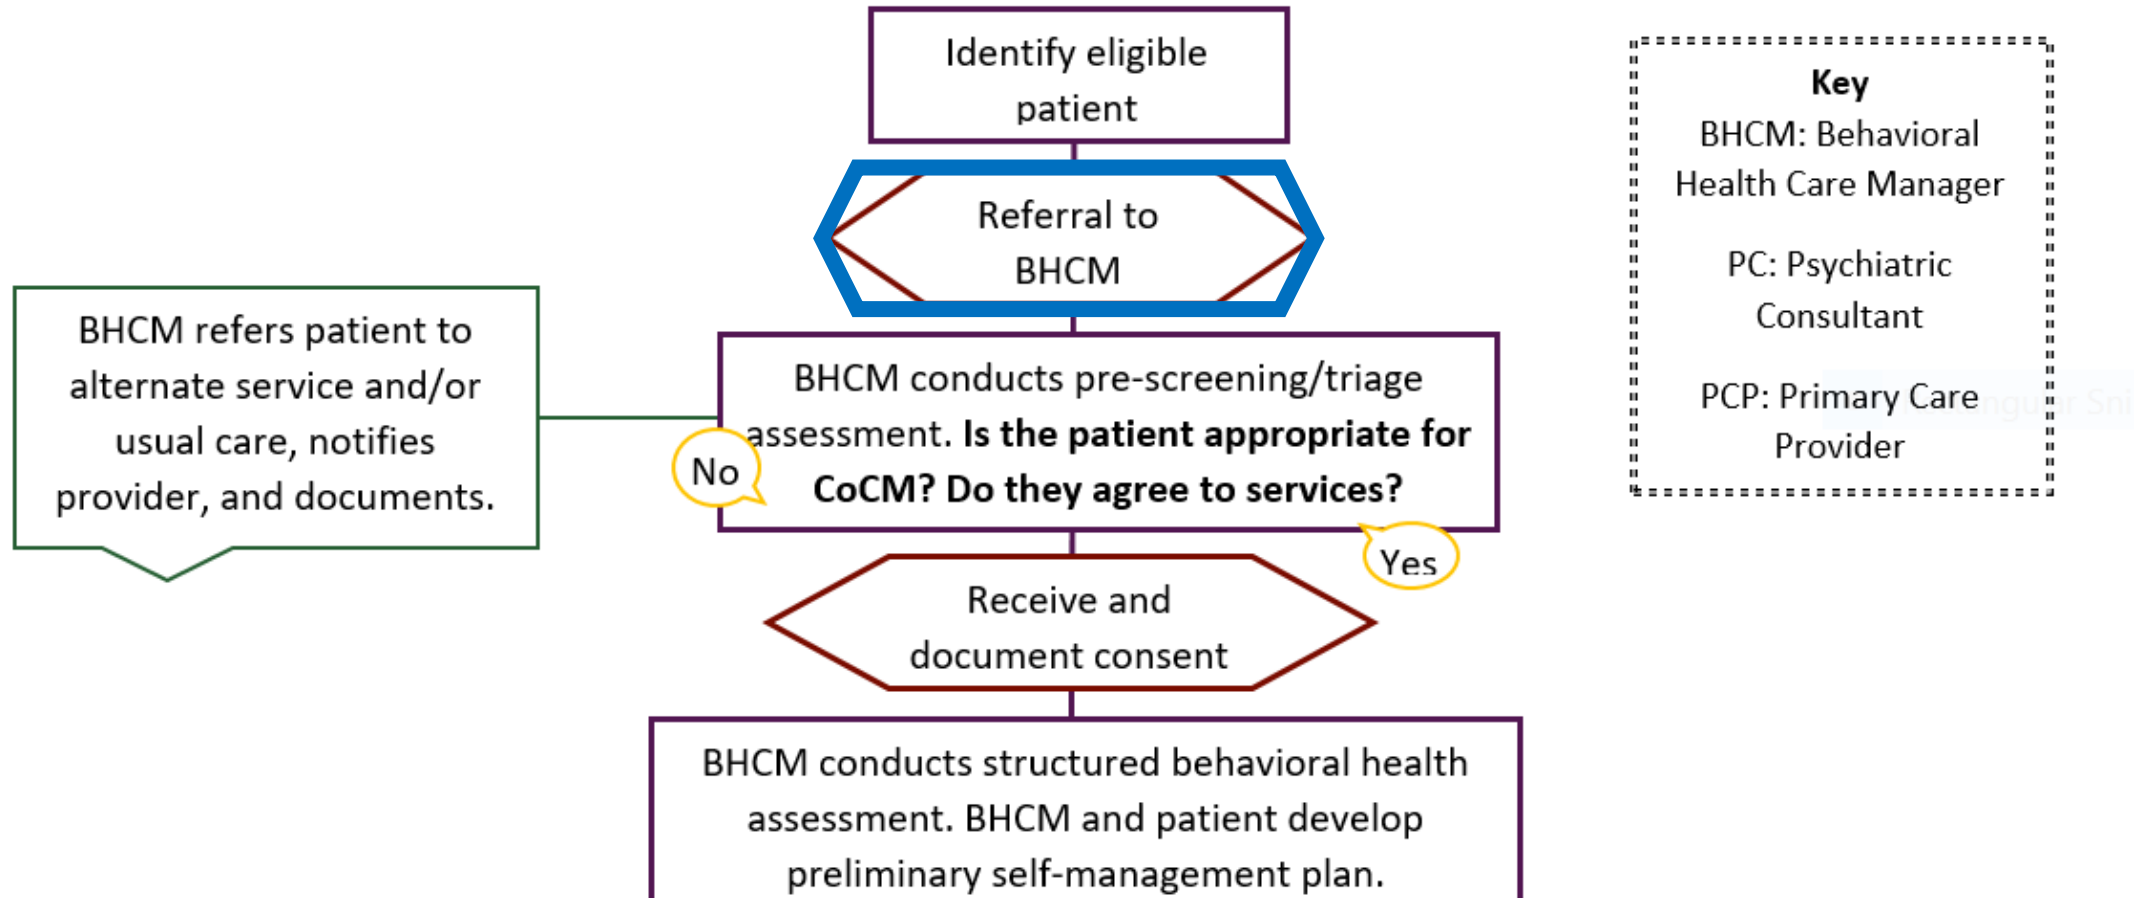 Identify eligible
patient
Referral to
BHCM
BHCM refers patient to
alternate service and/or
usual care, notifies
provider, and documents.
BHCM conducts pre-screening/triage
assessment. Is the patient appropriate for
CoCM? Do they agree to services?
No
Yes
Receive and
document consent
BHCM conducts structured behavioral health
assessment. BHCM and patient develop
preliminary self-management plan.
Key
BHCM: Behavioral
Health Care Manager
PC: Psychiatric
Consultant
PCP: Primary Care
Provider